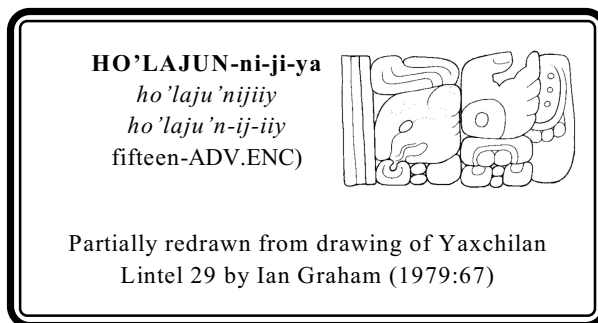 HO’LAJUN-ni-ji-ya
ho’laju’nijiiy
ho’laju’n-ij-iiy
fifteen-ADV.ENC)
Partially redrawn from drawing of Yaxchilan
Lintel 29 by Ian Graham (1979:67)